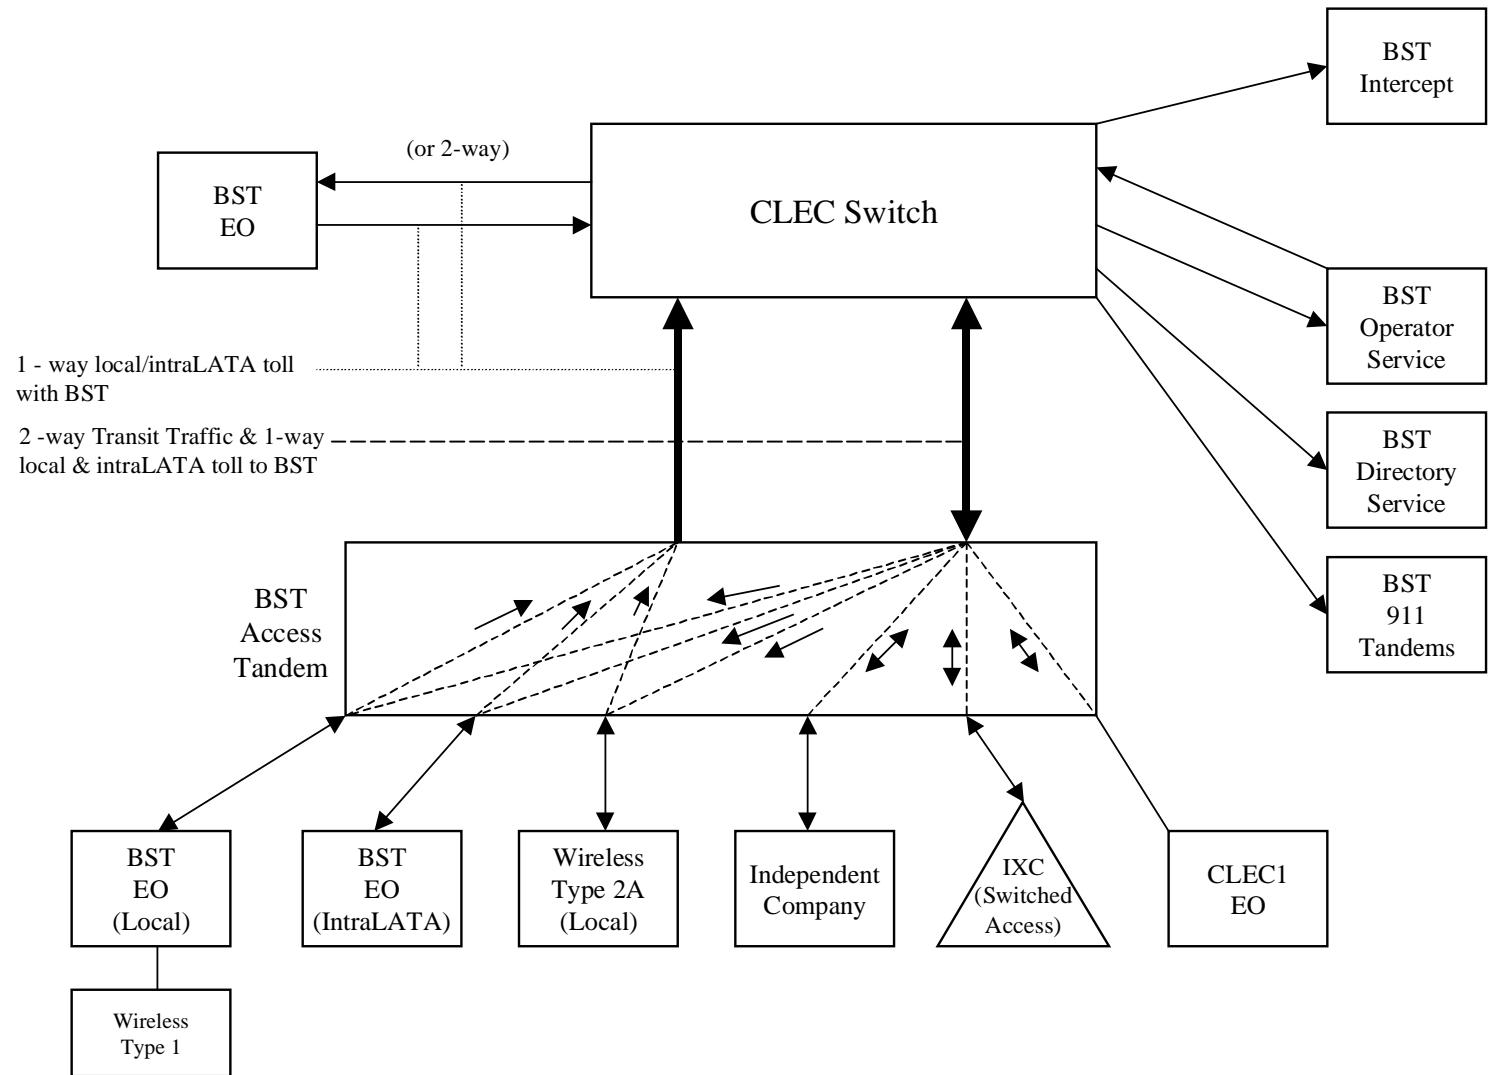 BST
Intercept
(or 2-way)
BST
EO
CLEC Switch
BST
Operator
Service
1 - way local/intraLATA toll
with BST
2 -way Transit Traffic & 1-way
local & intraLATA toll to BST
BST
Directory
Service
BST
911
Tandems
BST
Access
Tandem
BST
EO
(Local)
BST
EO
(IntraLATA)
Wireless
Type 2A
(Local)
Independent
Company
IXC
(Switched
Access)
CLEC1
EO
Wireless
Type 1